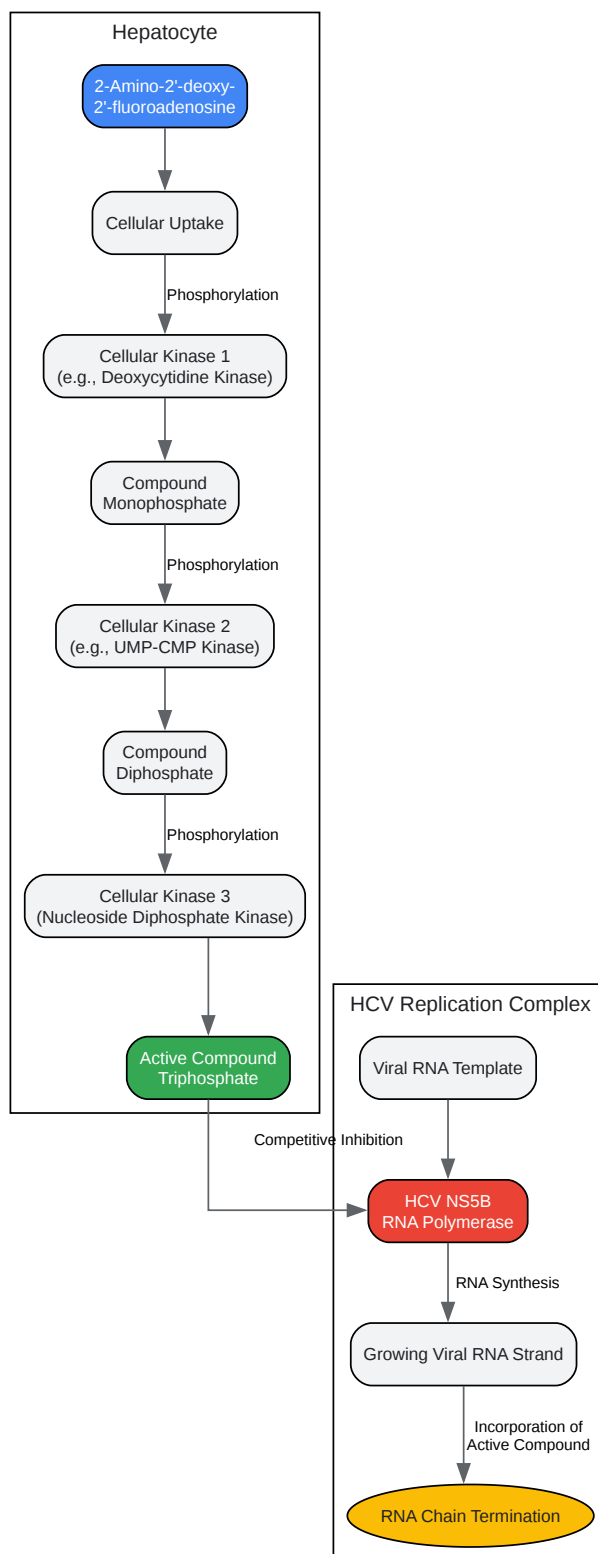 Hepatocyte
2-Amino-2'-deoxy-
2'-fluoroadenosine
Cellular Uptake
Phosphorylation
Cellular Kinase 1
(e.g., Deoxycytidine Kinase)
Compound
Monophosphate
Phosphorylation
Cellular Kinase 2
(e.g., UMP-CMP Kinase)
Compound
Diphosphate
Phosphorylation
Cellular Kinase 3
(Nucleoside Diphosphate Kinase)
Active Compound
Triphosphate
HCV Replication Complex
Viral RNA Template
Competitive Inhibition
HCV NS5B
RNA Polymerase
RNA Synthesis
Growing Viral RNA Strand
Incorporation of
Active Compound
RNA Chain Termination